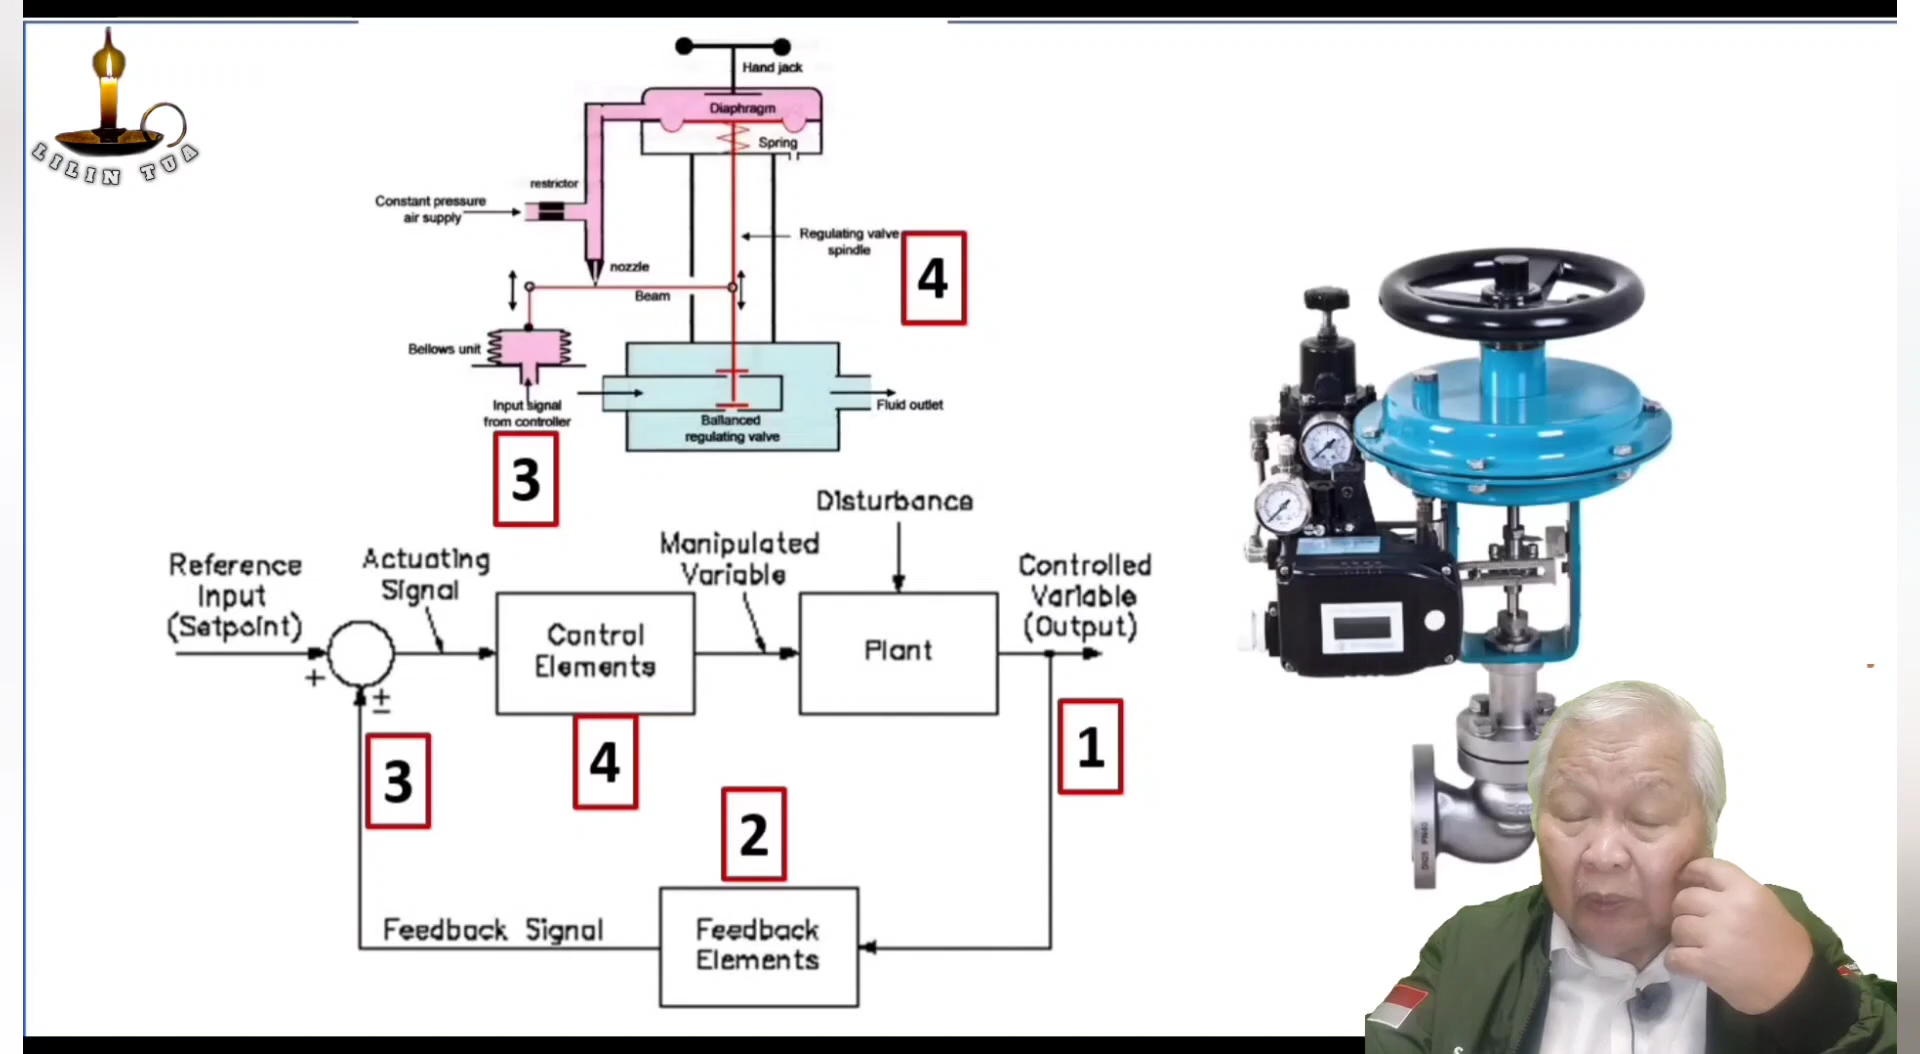 LILIN TUA
Hand jack
Diaphragm
Spring
restrictor
Constant pressure
air supply
Regulating valve
spindle
4
nozzle
Beam
Bellows unit
Input signal
from controller
Fluid outlet
Ballanced
regulating valve
3
Disturbance
Reference
Input
(Setpoint)
Actuating
Signal
Manipulated
Variable
Controlled
Variable
(Output)
Control
Elements
Plant
+
±
3
4
1
2
Feedback Signal
Feedback
Elements